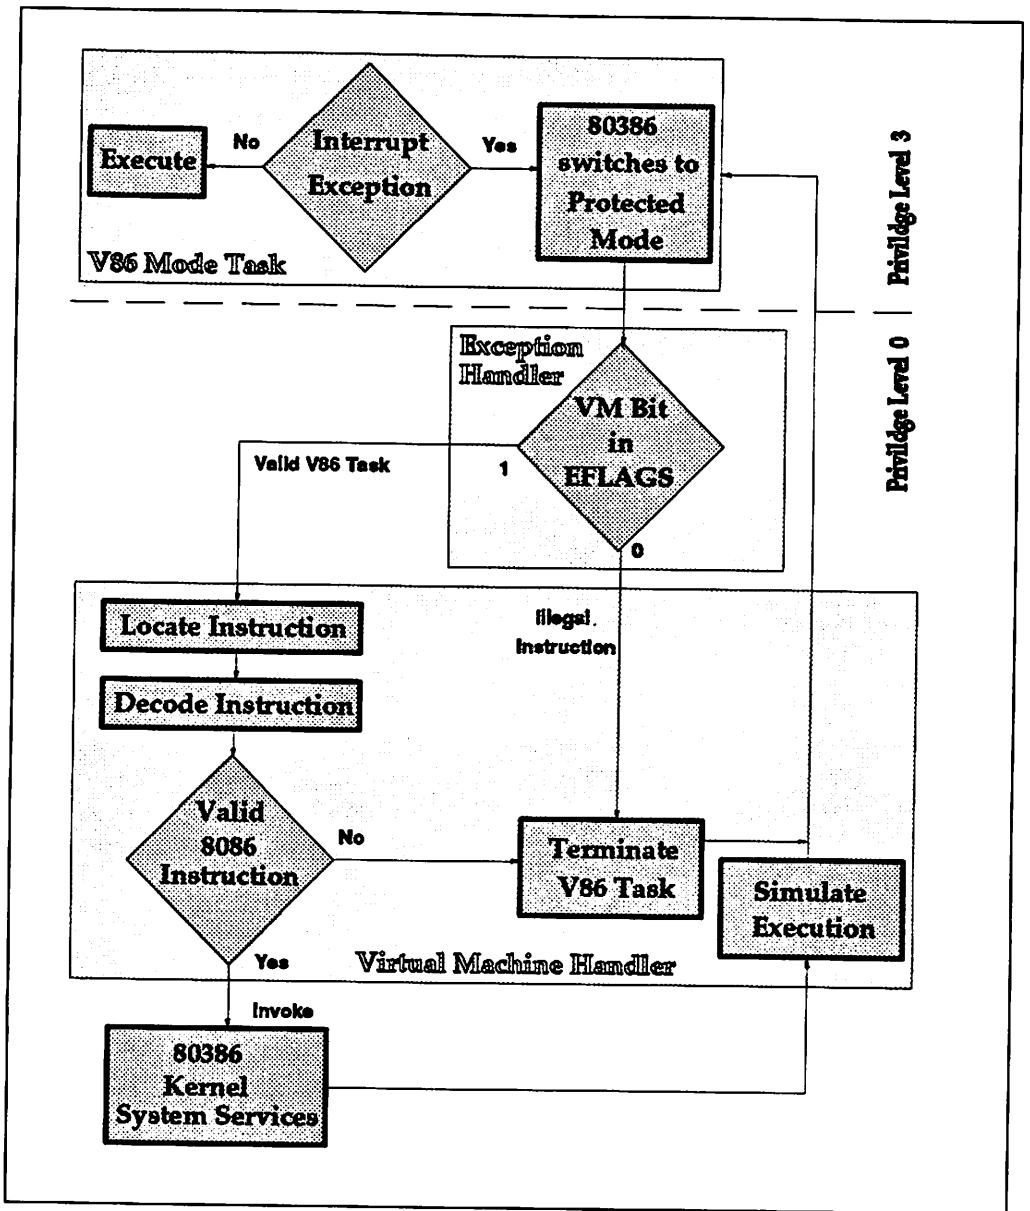 No
Interrupt
Exception
Yes
Execute
80386
switches to
Protected
Mode
V86 Mode Task
Privildge Level 3
Exception
Handler
VM Bit
in
EFLAGS
Valid V86 Task
1
0
Privildge Level 0
Locate Instruction
Illegal.
Instruction
Decode Instruction
Valid
8086
Instruction
No
Terminate
V86 Task
Simulate
Execution
Yes
Virtual Machine Handler
Invoke
80386
Kernel
System Services